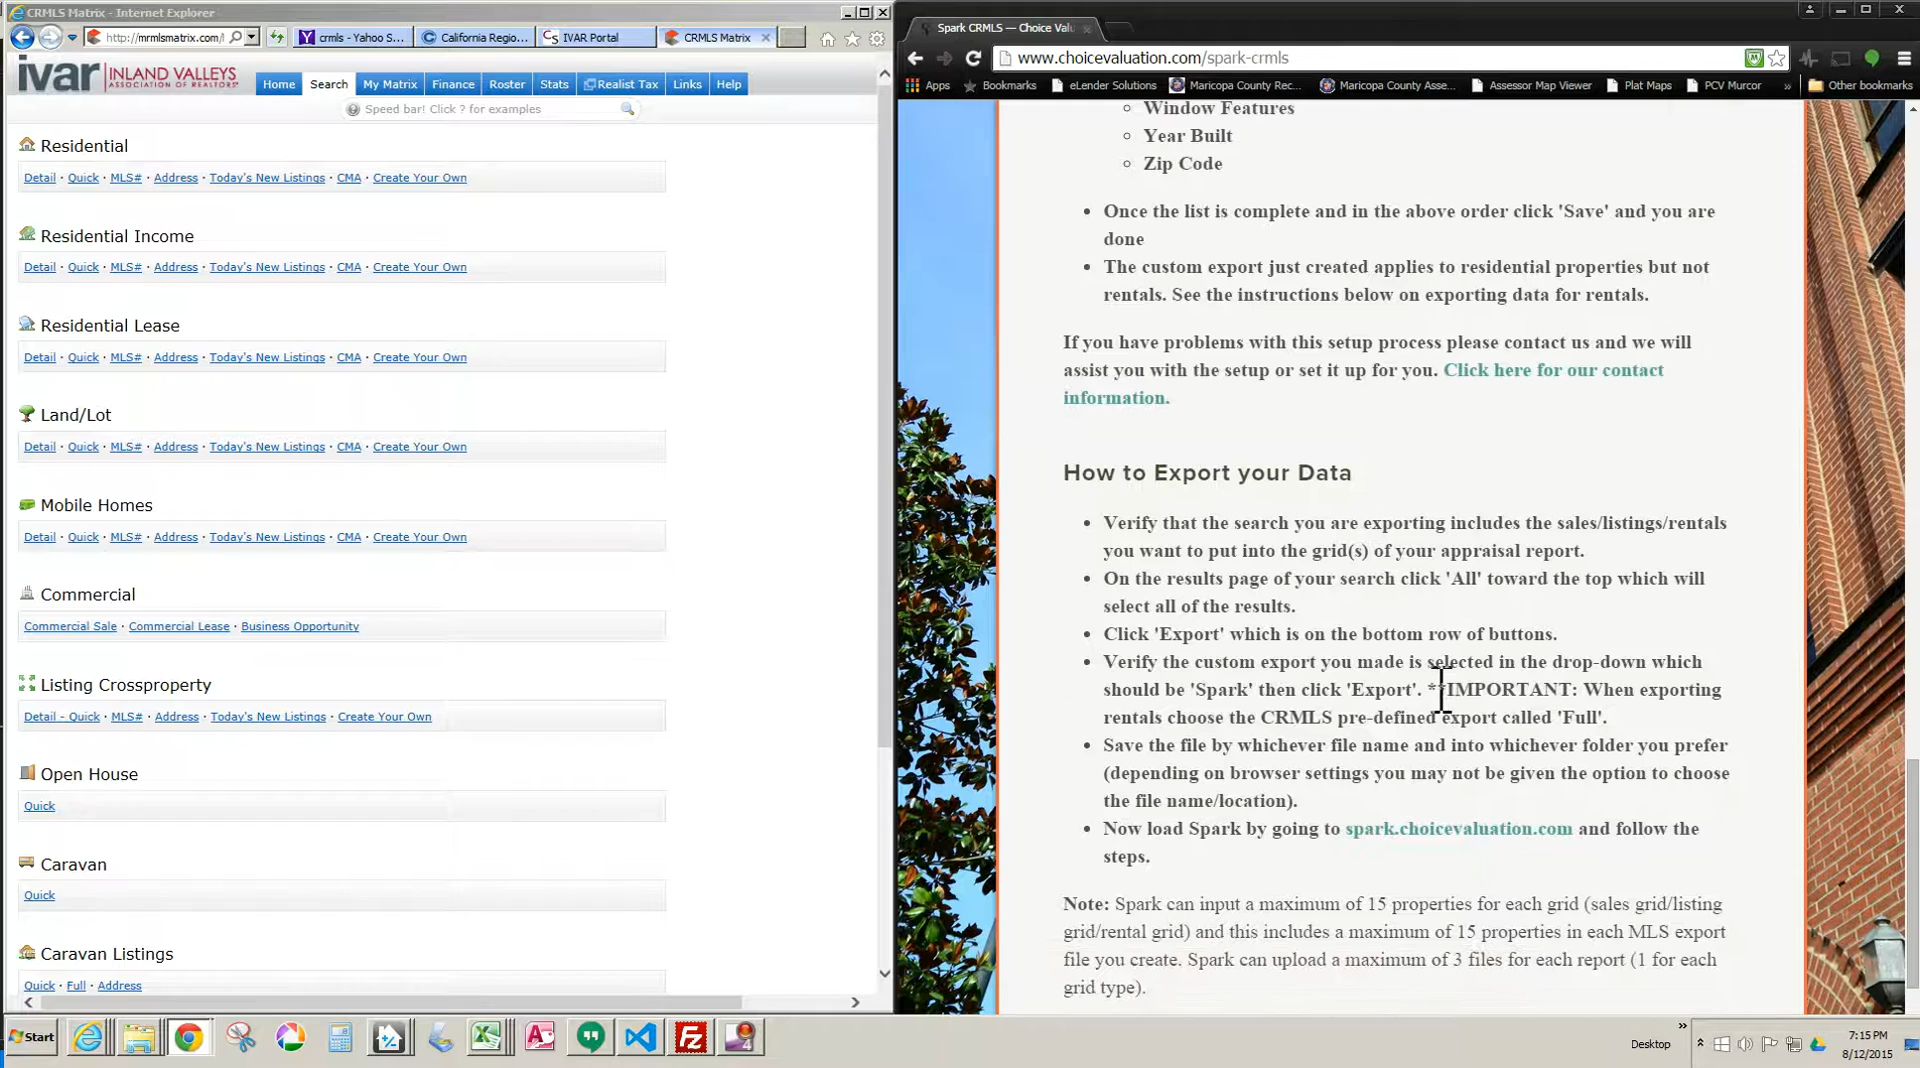 CRMLS Matrix - Internet Explorer
http://mrmlsmatrix.com/
crmls - Yahoo S...
California Regio...
IVAR Portal
CRMLS Matrix
ivar INLAND VALLEYS
ASSOCIATION OF REALTORS®
Home Search My Matrix Finance Roster Stats Realist Tax Links Help
Speed bar! Click ? for examples
Residential
Detail · Quick · MLS# · Address · Today's New Listings · CMA · Create Your Own
Residential Income
Detail · Quick · MLS# · Address · Today's New Listings · CMA · Create Your Own
Residential Lease
Detail · Quick · MLS# · Address · Today's New Listings · CMA · Create Your Own
Land/Lot
Detail · Quick · MLS# · Address · Today's New Listings · CMA · Create Your Own
Mobile Homes
Detail · Quick · MLS# · Address · Today's New Listings · CMA · Create Your Own
Commercial
Commercial Sale · Commercial Lease · Business Opportunity
Listing Crossproperty
Detail - Quick · MLS# · Address · Today's New Listings · Create Your Own
Open House
Quick
Caravan
Quick
Caravan Listings
Quick · Full · Address
Spark CRMLS — Choice Valu
www.choicevaluation.com/spark-crmls
Apps Bookmarks eLender Solutions Maricopa County Rec... Maricopa County Asse... Assessor Map Viewer Plat Maps PCV Murcor » Other bookmarks
Window Features
Year Built
Zip Code
Once the list is complete and in the above order click 'Save' and you are
done
The custom export just created applies to residential properties but not
rentals. See the instructions below on exporting data for rentals.
If you have problems with this setup process please contact us and we will
assist you with the setup or set it up for you. Click here for our contact
information.
How to Export your Data
Verify that the search you are exporting includes the sales/listings/rentals
you want to put into the grid(s) of your appraisal report.
On the results page of your search click 'All' toward the top which will
select all of the results.
Click 'Export' which is on the bottom row of buttons.
Verify the custom export you made is selected in the drop-down which
should be 'Spark' then click 'Export'. **IMPORTANT: When exporting
rentals choose the CRMLS pre-defined export called 'Full'.
Save the file by whichever file name and into whichever folder you prefer
(depending on browser settings you may not be given the option to choose
the file name/location).
Now load Spark by going to spark.choicevaluation.com and follow the
steps.
Note: Spark can input a maximum of 15 properties for each grid (sales grid/listing
grid/rental grid) and this includes a maximum of 15 properties in each MLS export
file you create. Spark can upload a maximum of 3 files for each report (1 for each
grid type).
Start
Desktop
»
7:15 PM
8/12/2015